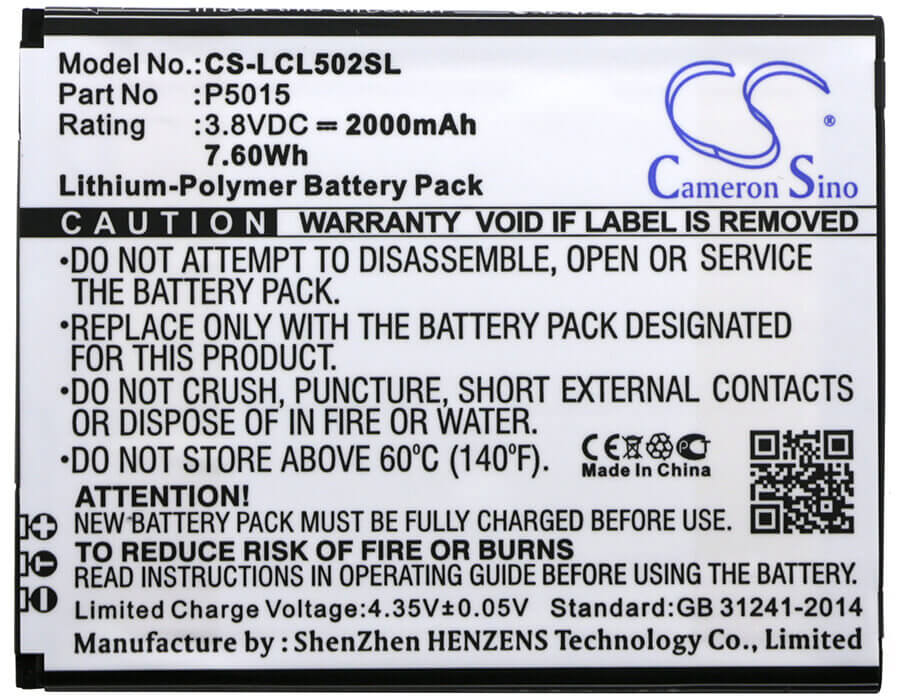 Model No.:CS-LCL502SL
Part No :P5015
Rating :3.8VDC = 2000mAh
7.60Wh
Lithium-Polymer Battery Pack
CS
®
Cameron Sino
CAUTION WARRANTY VOID IF LABEL IS REMOVED
•DO NOT ATTEMPT TO DISASSEMBLE, OPEN OR SERVICE
THE BATTERY PACK.
•REPLACE ONLY WITH THE BATTERY PACK DESIGNATED
FOR THIS PRODUCT.
•DO NOT CRUSH, PUNCTURE, SHORT EXTERNAL CONTACTS
OR DISPOSE OF IN FIRE OR WATER.
•DO NOT STORE ABOVE 60ºC (140ºF).
CE
Made In China
ATTENTION!
NEW BATTERY PACK MUST BE FULLY CHARGED BEFORE USE.
TO REDUCE RISK OF FIRE OR BURNS
READ INSTRUCTIONS IN OPERATING GUIDE BEFORE USING THE BATTERY.
Limited Charge Voltage:4.35V±0.05V Standard:GB 31241-2014
Manufacture by : ShenZhen HENZENS Technology Co., Limited